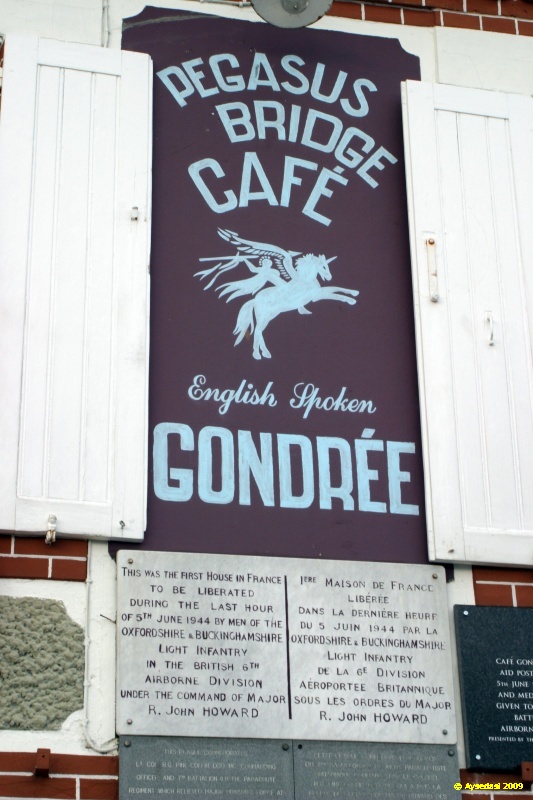 PEGASUS
BRIDGE
CAFÉ
English Spoken
GONDRÉE
THIS WAS THE FIRST HOUSE IN FRANCE
TO BE LIBERATED
DURING THE LAST HOUR
OF 5TH JUNE 1944 BY MEN OF THE
OXFORDSHIRE & BUCKINGHAMSHIRE
LIGHT INFANTRY
IN THE BRITISH 6TH
AIRBORNE DIVISION
UNDER THE COMMAND OF MAJOR
R. JOHN HOWARD
1ÈRE MAISON DE FRANCE
LIBÉRÉE
DANS LA DERNIÈRE HEURE
DU 5 JUIN 1944 PAR LA
OXFORDSHIRE & BUCKINGHAMSHIRE
LIGHT INFANTRY
DE LA 6E DIVISION
AÉROPORTÉE BRITANNIQUE
SOUS LES ORDRES DU MAJOR
R. JOHN HOWARD
CAFÉ GON
AID POST
5TH JUNE
AND MED
GIVEN TO
BATT
AIRBORN
PRESENTED BY TH
© Aysedasi 2009